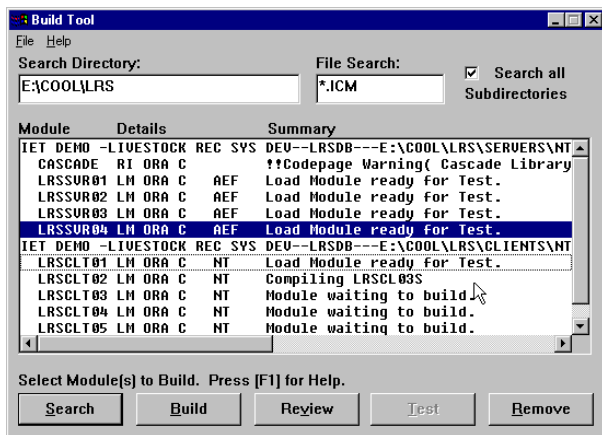 Build Tool
File Help
Search Directory: File Search: Search all Subdirectories
E:\COOL\LRS *.ICM
Module Details Summary
IET DEMO -LIVESTOCK REC SYS DEV--LRSDB---E:\COOL\LRS\SERVERS\NT
CASCADE RI ORA C !!Codepage Warning( Cascade Library
LRSSVR01 LM ORA C AEF Load Module ready for Test.
LRSSVR02 LM ORA C AEF Load Module ready for Test.
LRSSVR03 LM ORA C AEF Load Module ready for Test.
LRSSVR04 LM ORA C AEF Load Module ready for Test.
IET DEMO -LIVESTOCK REC SYS DEV--LRSDB---E:\COOL\LRS\CLIENTS\NT
LRSCLT01 LM ORA C NT Load Module ready for Test.
LRSCLT02 LM ORA C NT Compiling LRSCL03S
LRSCLT03 LM ORA C NT Module waiting to build.
LRSCLT04 LM ORA C NT Module waiting to build.
LRSCLT05 LM ORA C NT Module waiting to build.
Select Module(s) to Build. Press [F1] for Help.
Search Build Review Test Remove